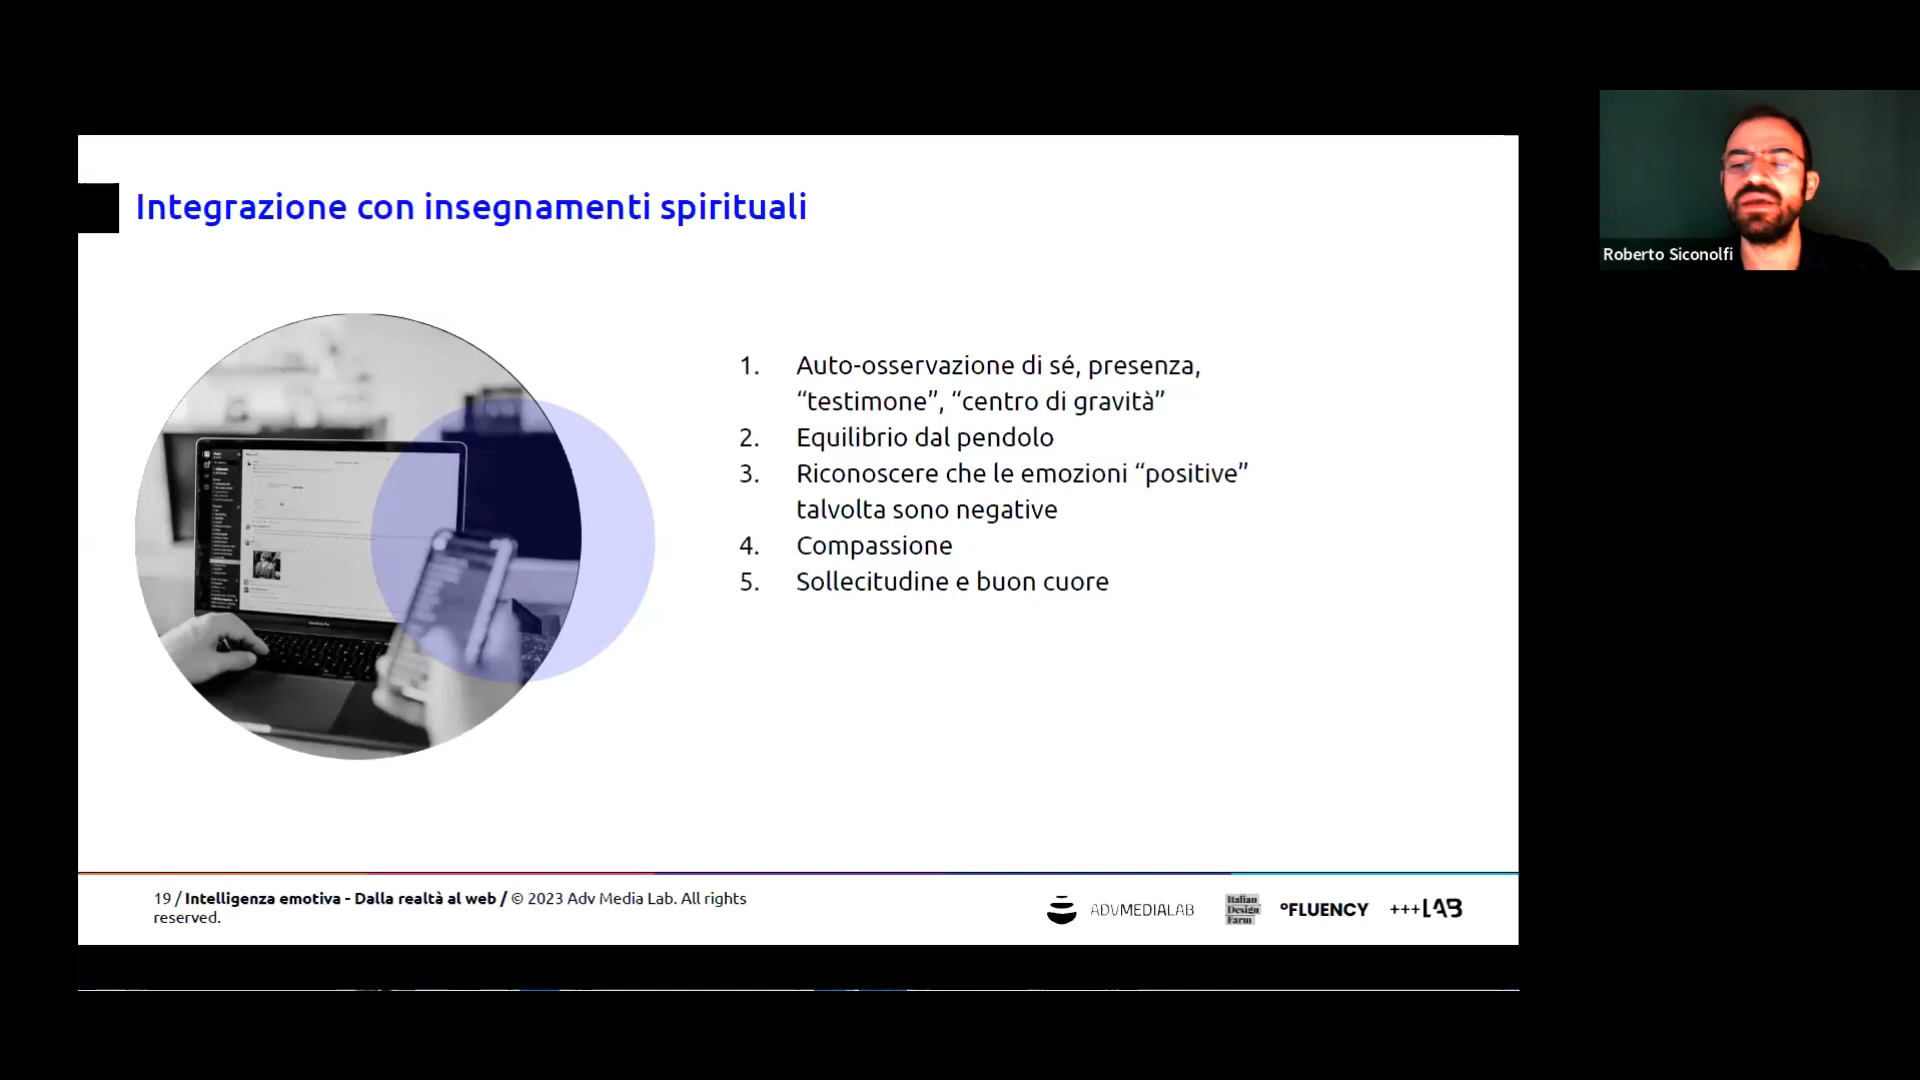 Integrazione con insegnamenti spirituali
1. Auto-osservazione di sé, presenza,
“testimone”, “centro di gravità”
2. Equilibrio dal pendolo
3. Riconoscere che le emozioni “positive”
talvolta sono negative
4. Compassione
5. Sollecitudine e buon cuore
Roberto Siconolfi
19 / Intelligenza emotiva - Dalla realtà al web / © 2023 Adv Media Lab. All rights
reserved.
ADVMEDIALAB
Italian
Design
Farm
°FLUENCY
+++LAB